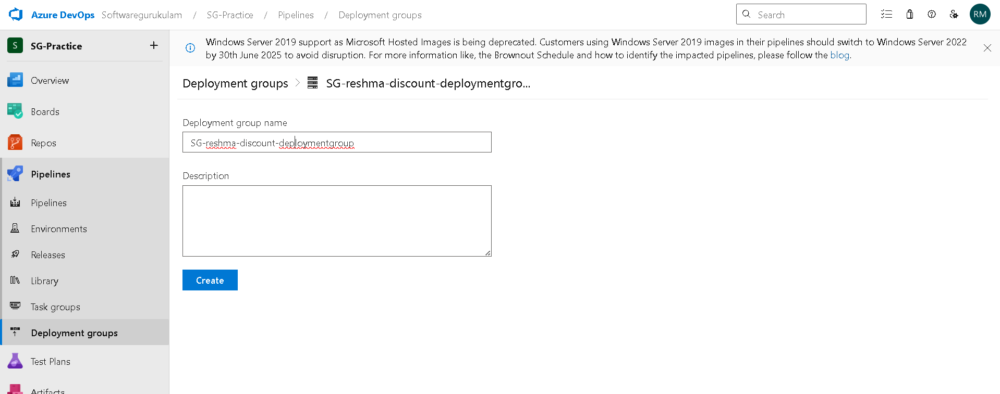 Azure DevOps Softwaregurukulam / SG-Practice / Pipelines / Deployment groups
Search
RM
S SG-Practice +
Windows Server 2019 support as Microsoft Hosted Images is being deprecated. Customers using Windows Server 2019 images in their pipelines should switch to Windows Server 2022
by 30th June 2025 to avoid disruption. For more information like, the Brownout Schedule and how to identify the impacted pipelines, please follow the blog.
Overview
Boards
Repos
Pipelines
Pipelines
Environments
Releases
Library
Task groups
Deployment groups
Test Plans
Artifacts
Deployment groups > SG-reshma-discount-deploymentgro...
Deployment group name
SG-reshma-discount-deploymentgroup
Description
Create